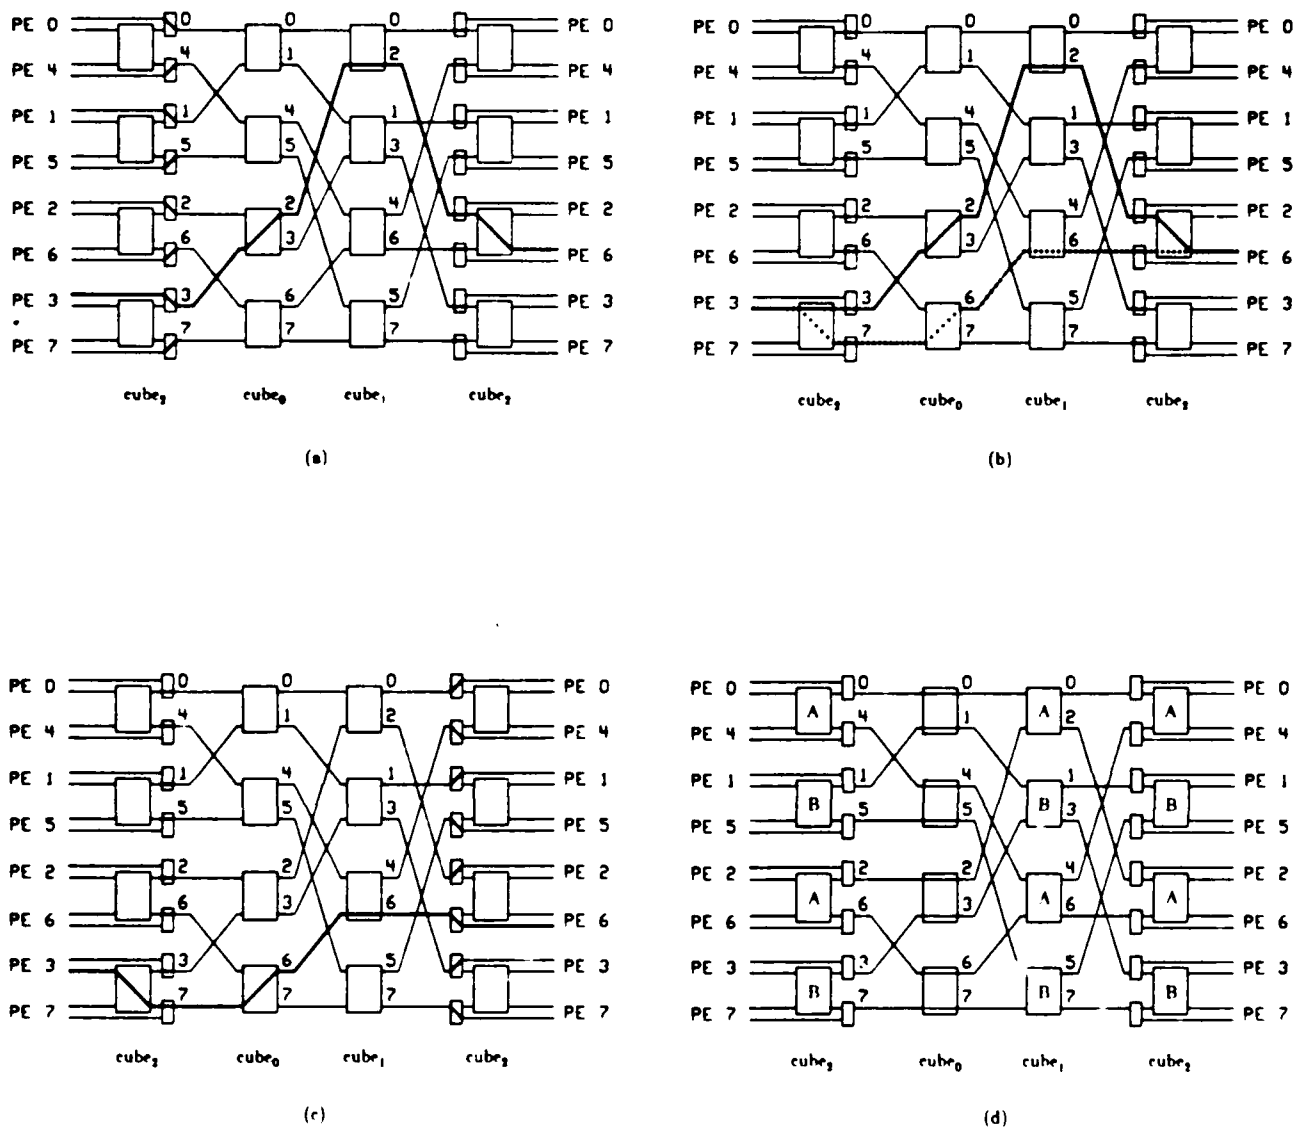 PE 0 0 0 0 PE 0
PE 4 4 1 2 PE 4
PE 1 1 4 1 PE 1
PE 5 5 5 3 PE 5
PE 2 2 2 4 PE 2
PE 6 6 3 6 PE 6
PE 3 3 6 5 PE 3
PE 7 7 7 7 PE 7
cube₂ cube₀ cube₁ cube₂
(a)
PE 0 0 0 0 PE 0
PE 4 4 1 2 PE 4
PE 1 1 4 1 PE 1
PE 5 5 5 3 PE 5
PE 2 2 2 4 PE 2
PE 6 6 3 6 PE 6
PE 3 3 6 5 PE 3
PE 7 7 7 7 PE 7
cube₂ cube₀ cube₁ cube₂
(b)
PE 0 0 0 0 PE 0
PE 4 4 1 2 PE 4
PE 1 1 4 1 PE 1
PE 5 5 5 3 PE 5
PE 2 2 2 4 PE 2
PE 6 6 3 6 PE 6
PE 3 3 6 5 PE 3
PE 7 7 7 7 PE 7
cube₂ cube₀ cube₁ cube₂
(c)
PE 0 0 0 0 PE 0
A A A
PE 4 4 1 2 PE 4
PE 1 1 4 1 PE 1
B B B
PE 5 5 5 3 PE 5
PE 2 2 2 4 PE 2
A A A
PE 6 6 3 6 PE 6
PE 3 3 6 5 PE 3
B B B
PE 7 7 7 7 PE 7
cube₂ cube₀ cube₁ cube₂
(d)